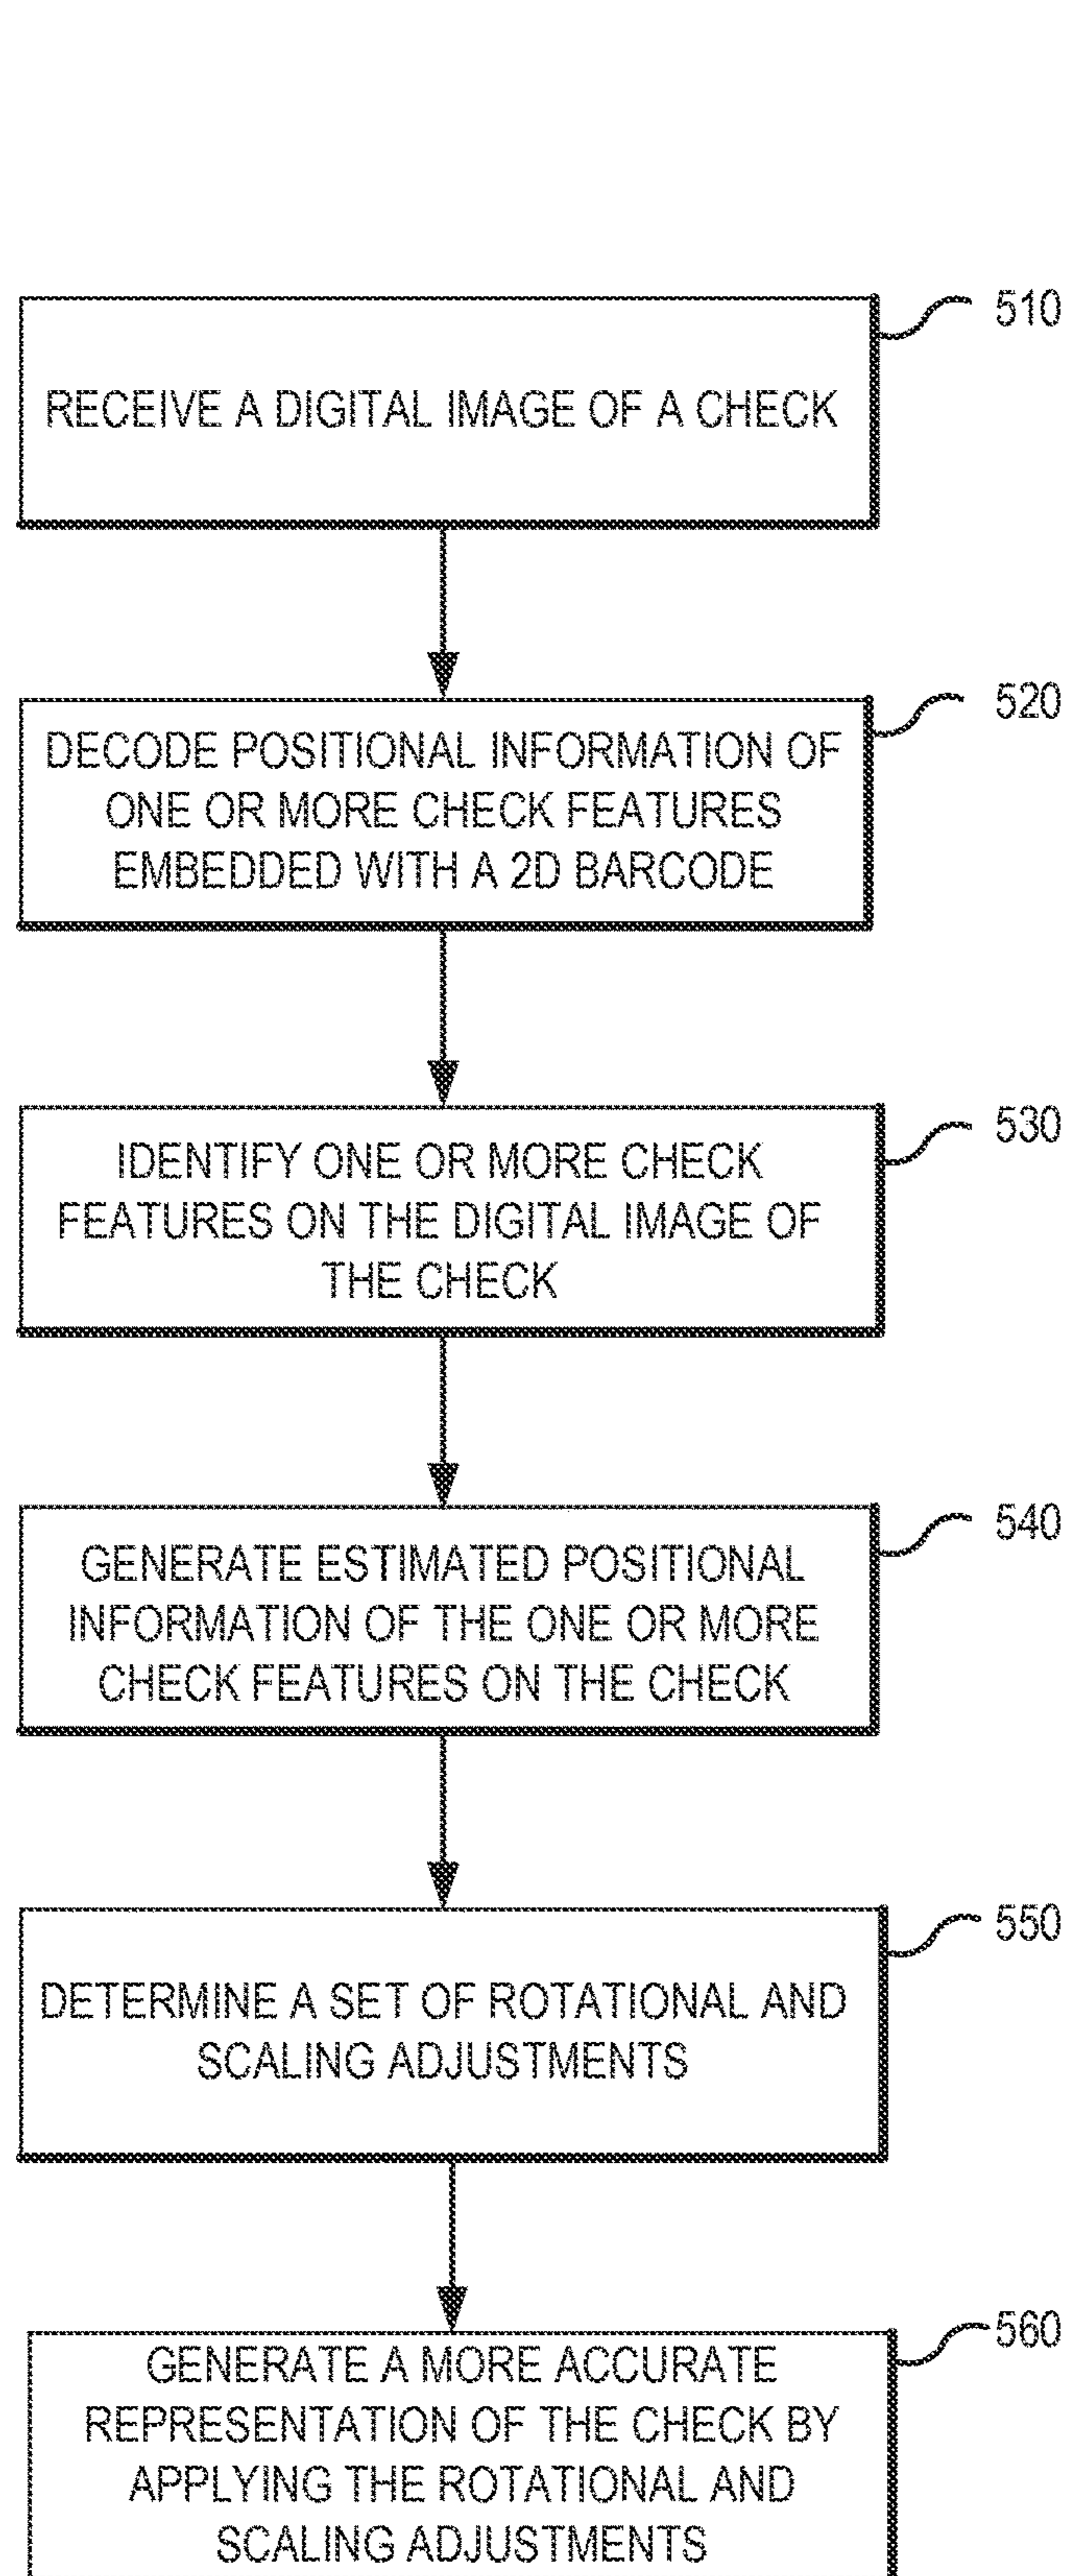 510
RECEIVE A DIGITAL IMAGE OF A CHECK
520
DECODE POSITIONAL INFORMATION OF
ONE OR MORE CHECK FEATURES
EMBEDDED WITH A 2D BARCODE
530
IDENTIFY ONE OR MORE CHECK
FEATURES ON THE DIGITAL IMAGE OF
THE CHECK
540
GENERATE ESTIMATED POSITIONAL
INFORMATION OF THE ONE OR MORE
CHECK FEATURES ON THE CHECK
550
DETERMINE A SET OF ROTATIONAL AND
SCALING ADJUSTMENTS
560
GENERATE A MORE ACCURATE
REPRESENTATION OF THE CHECK BY
APPLYING THE ROTATIONAL AND
SCALING ADJUSTMENTS